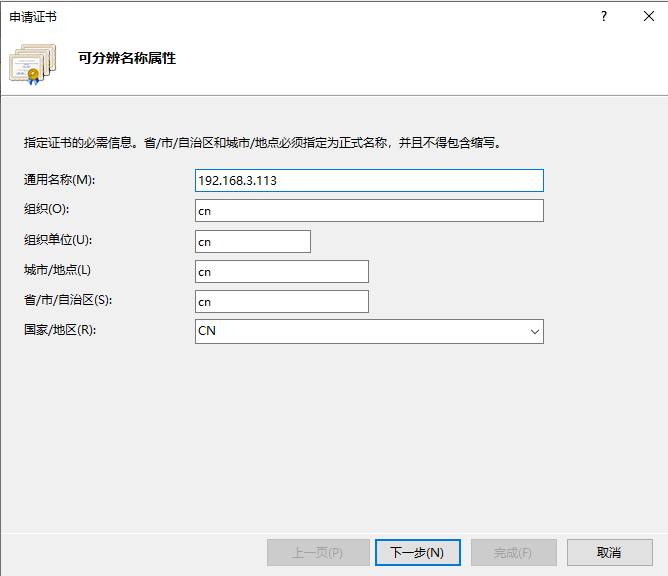 申请证书
?
可分辨名称属性
指定证书的必需信息。省/市/自治区和城市/地点必须指定为正式名称，并且不得包含缩写。
通用名称(M): 192.168.3.113
组织(O): cn
组织单位(U): cn
城市/地点(L) cn
省/市/自治区(S): cn
国家/地区(R): CN
上一页(P) 下一步(N) 完成(F) 取消